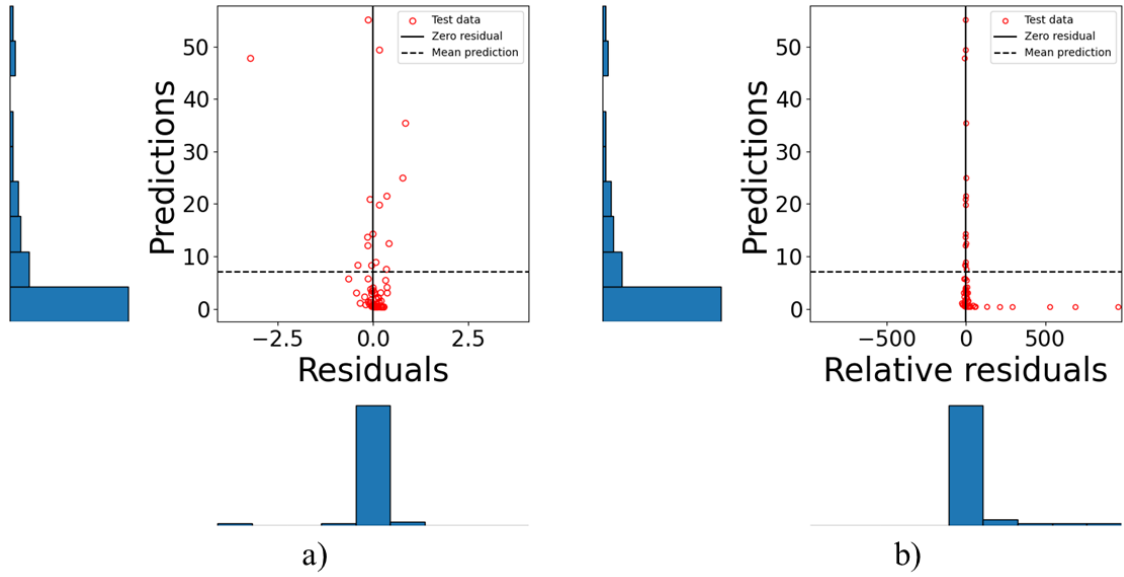 Test data
Zero residual
Mean prediction
Predictions
50
40
30
20
10
0
−2.5 0.0 2.5
Residuals
a)
Test data
Zero residual
Mean prediction
Predictions
50
40
30
20
10
0
−500 0 500
Relative residuals
b)